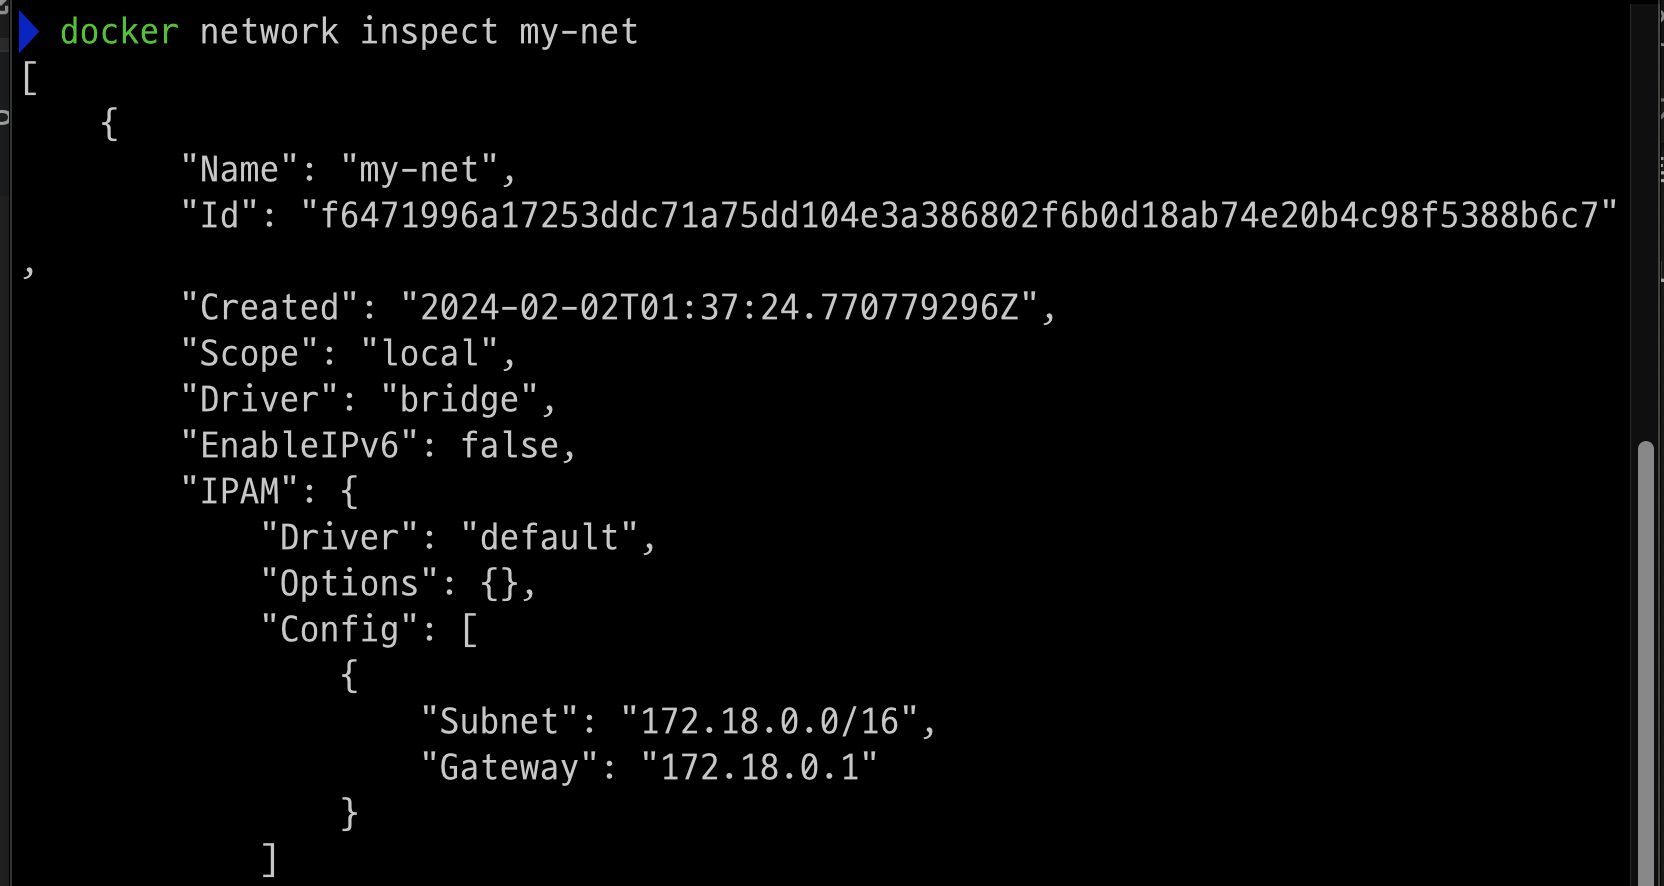 docker network inspect my-net
[
    {
        "Name": "my-net",
        "Id": "f6471996a17253ddc71a75dd104e3a386802f6b0d18ab74e20b4c98f5388b6c7"
,
        "Created": "2024-02-02T01:37:24.770779296Z",
        "Scope": "local",
        "Driver": "bridge",
        "EnableIPv6": false,
        "IPAM": {
            "Driver": "default",
            "Options": {},
            "Config": [
                {
                    "Subnet": "172.18.0.0/16",
                    "Gateway": "172.18.0.1"
                }
            ]